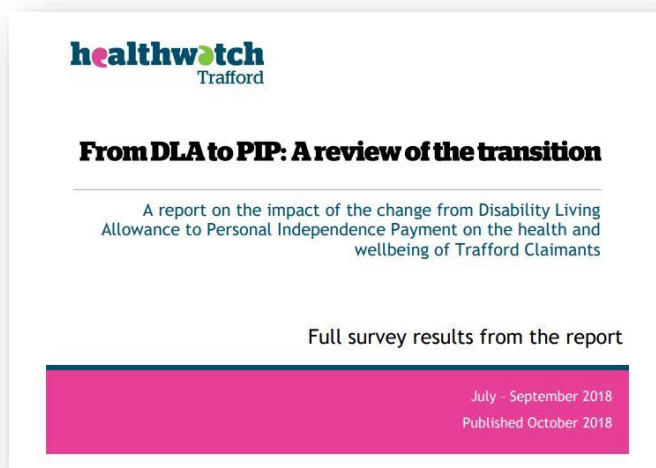 healthwatch
Trafford
From DLA to PIP: A review of the transition
A report on the impact of the change from Disability Living
Allowance to Personal Independence Payment on the health and
wellbeing of Trafford Claimants
Full survey results from the report
July - September 2018
Published October 2018